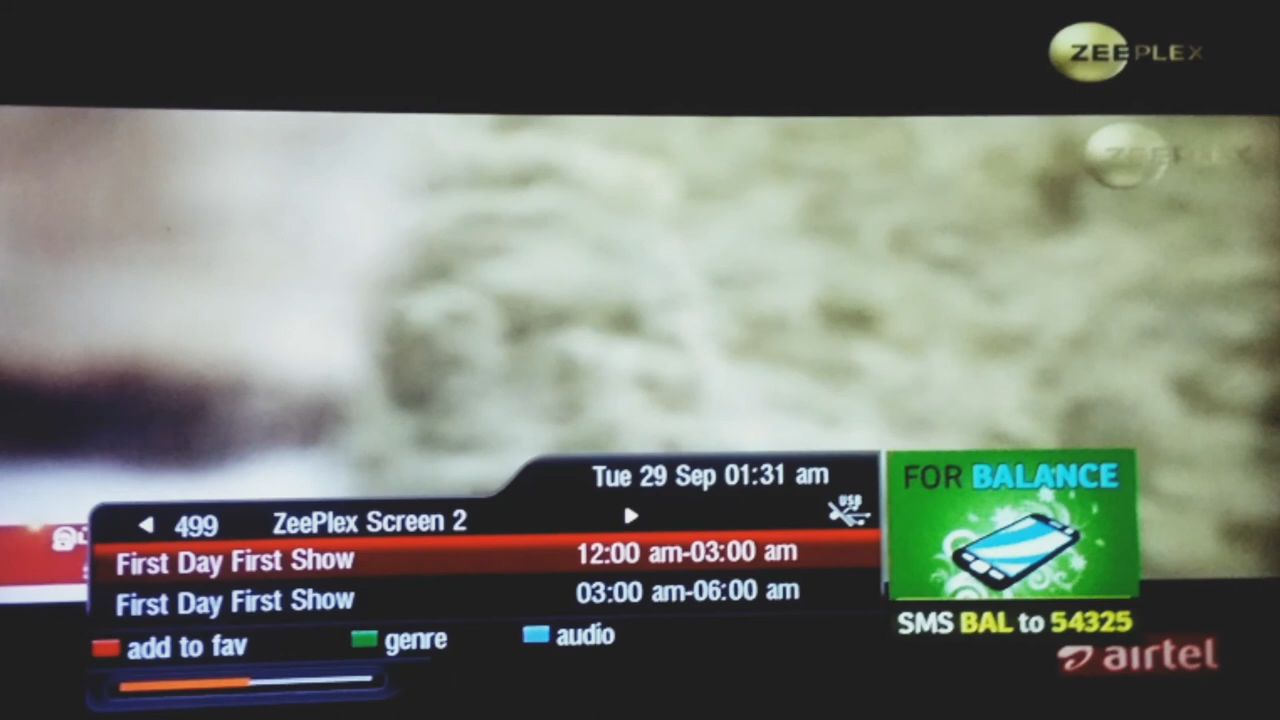 ZEEPLEX
ZEEPLEX
Tue 29 Sep 01:31 am
499 ZeePlex Screen 2
USB
First Day First Show 12:00 am-03:00 am
First Day First Show 03:00 am-06:00 am
add to fav genre audio
FOR BALANCE
SMS BAL to 54325
airtel